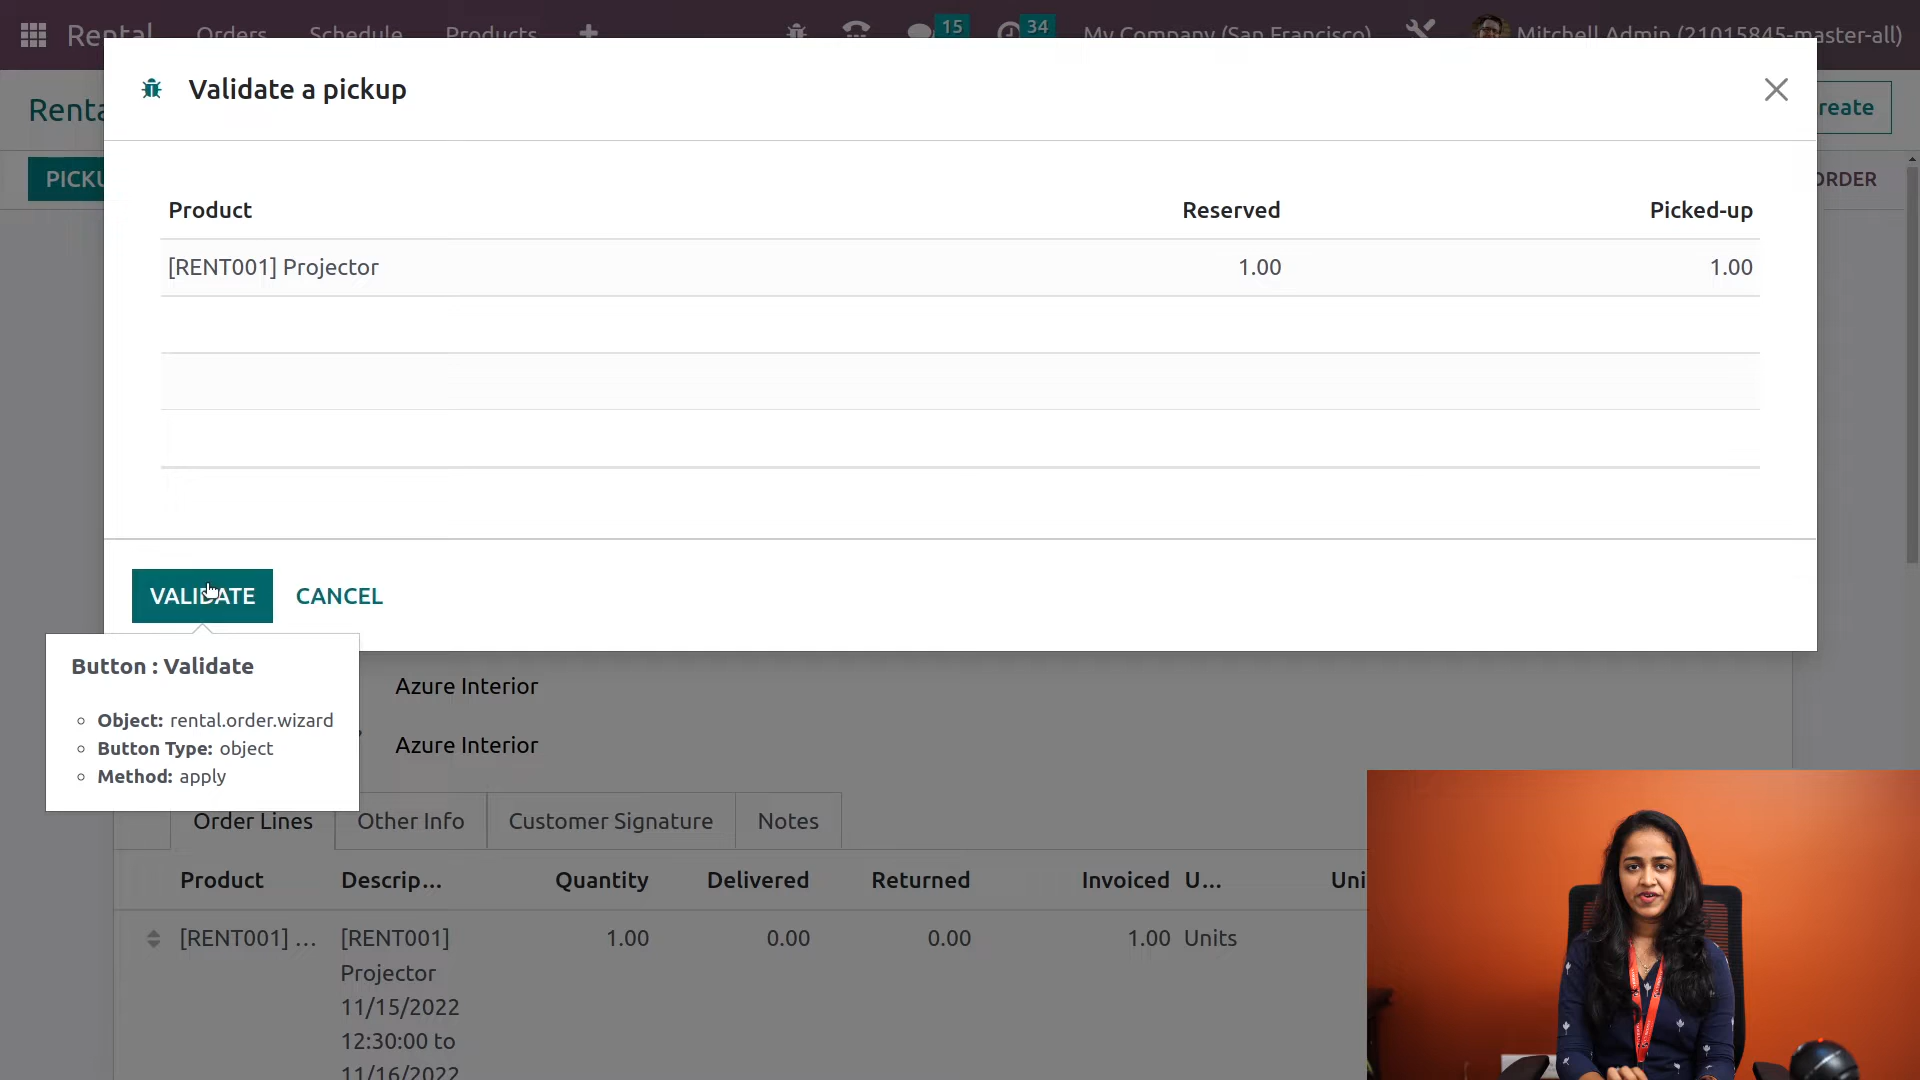 Rental Orders Schedule Products 15 34 My Company (San Francisco) Mitchell Admin (21015845-master-all)
Validate a pickup
Renta
reate
PICKU
ORDER
Product Reserved Picked-up
[RENT001] Projector 1.00 1.00
VALIDATE CANCEL
Button : Validate
Object: rental.order.wizard
Button Type: object
Method: apply
Azure Interior
Azure Interior
Order Lines Other Info Customer Signature Notes
Product Descrip... Quantity Delivered Returned Invoiced U... Uni
[RENT001] ... [RENT001] 1.00 0.00 0.00 1.00 Units
Projector
11/15/2022
12:30:00 to
11/16/2022